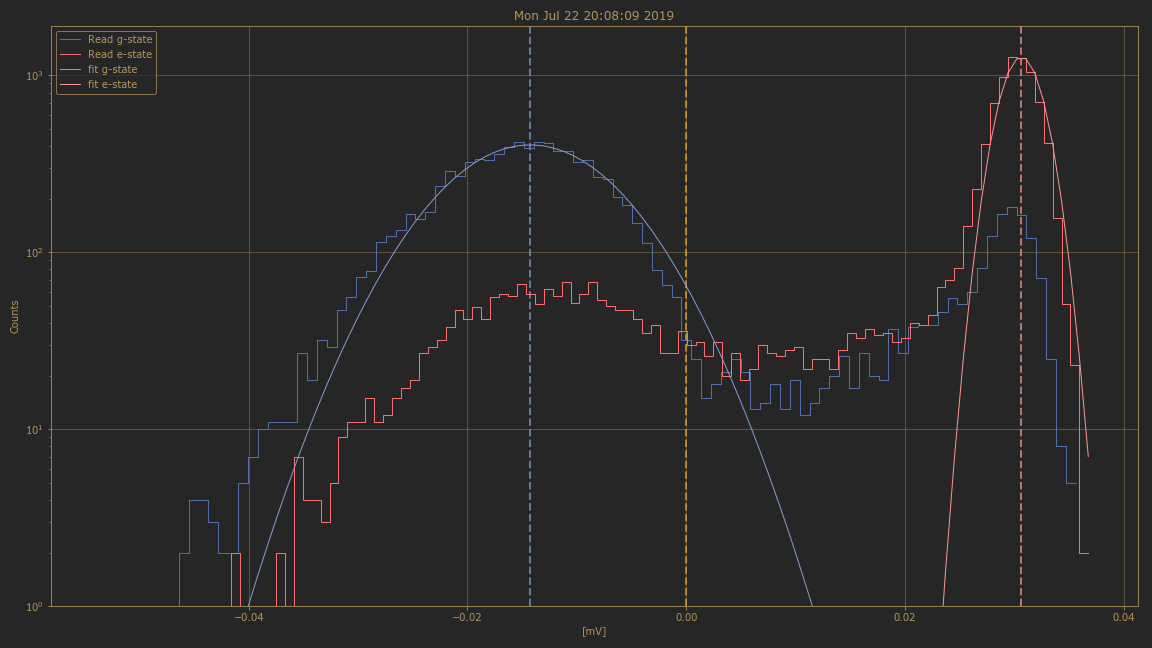 Mon Jul 22 20:08:09 2019
Read g-state
Read e-state
fit g-state
fit e-state
10³
10²
10¹
10⁰
Counts
−0.04
−0.02
0.00
0.02
0.04
[mV]